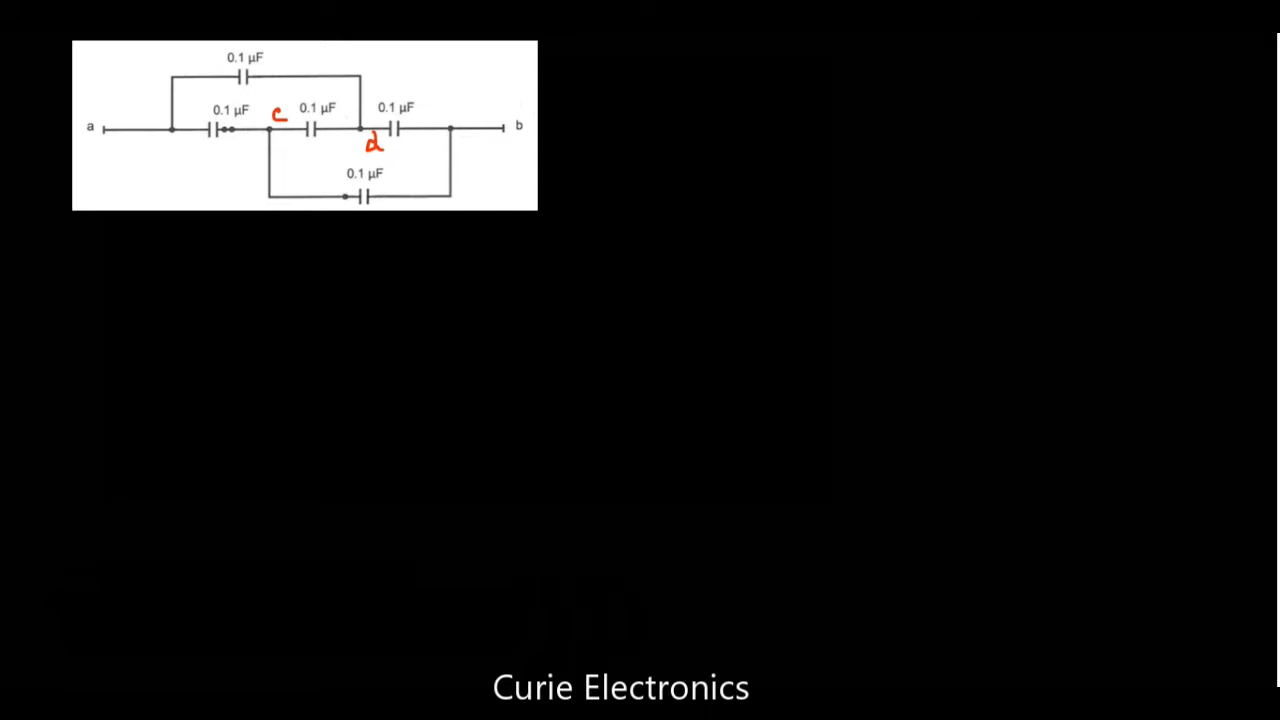 0.1 µF
0.1 µF c 0.1 µF 0.1 µF
a b
d
0.1 µF
Curie Electronics